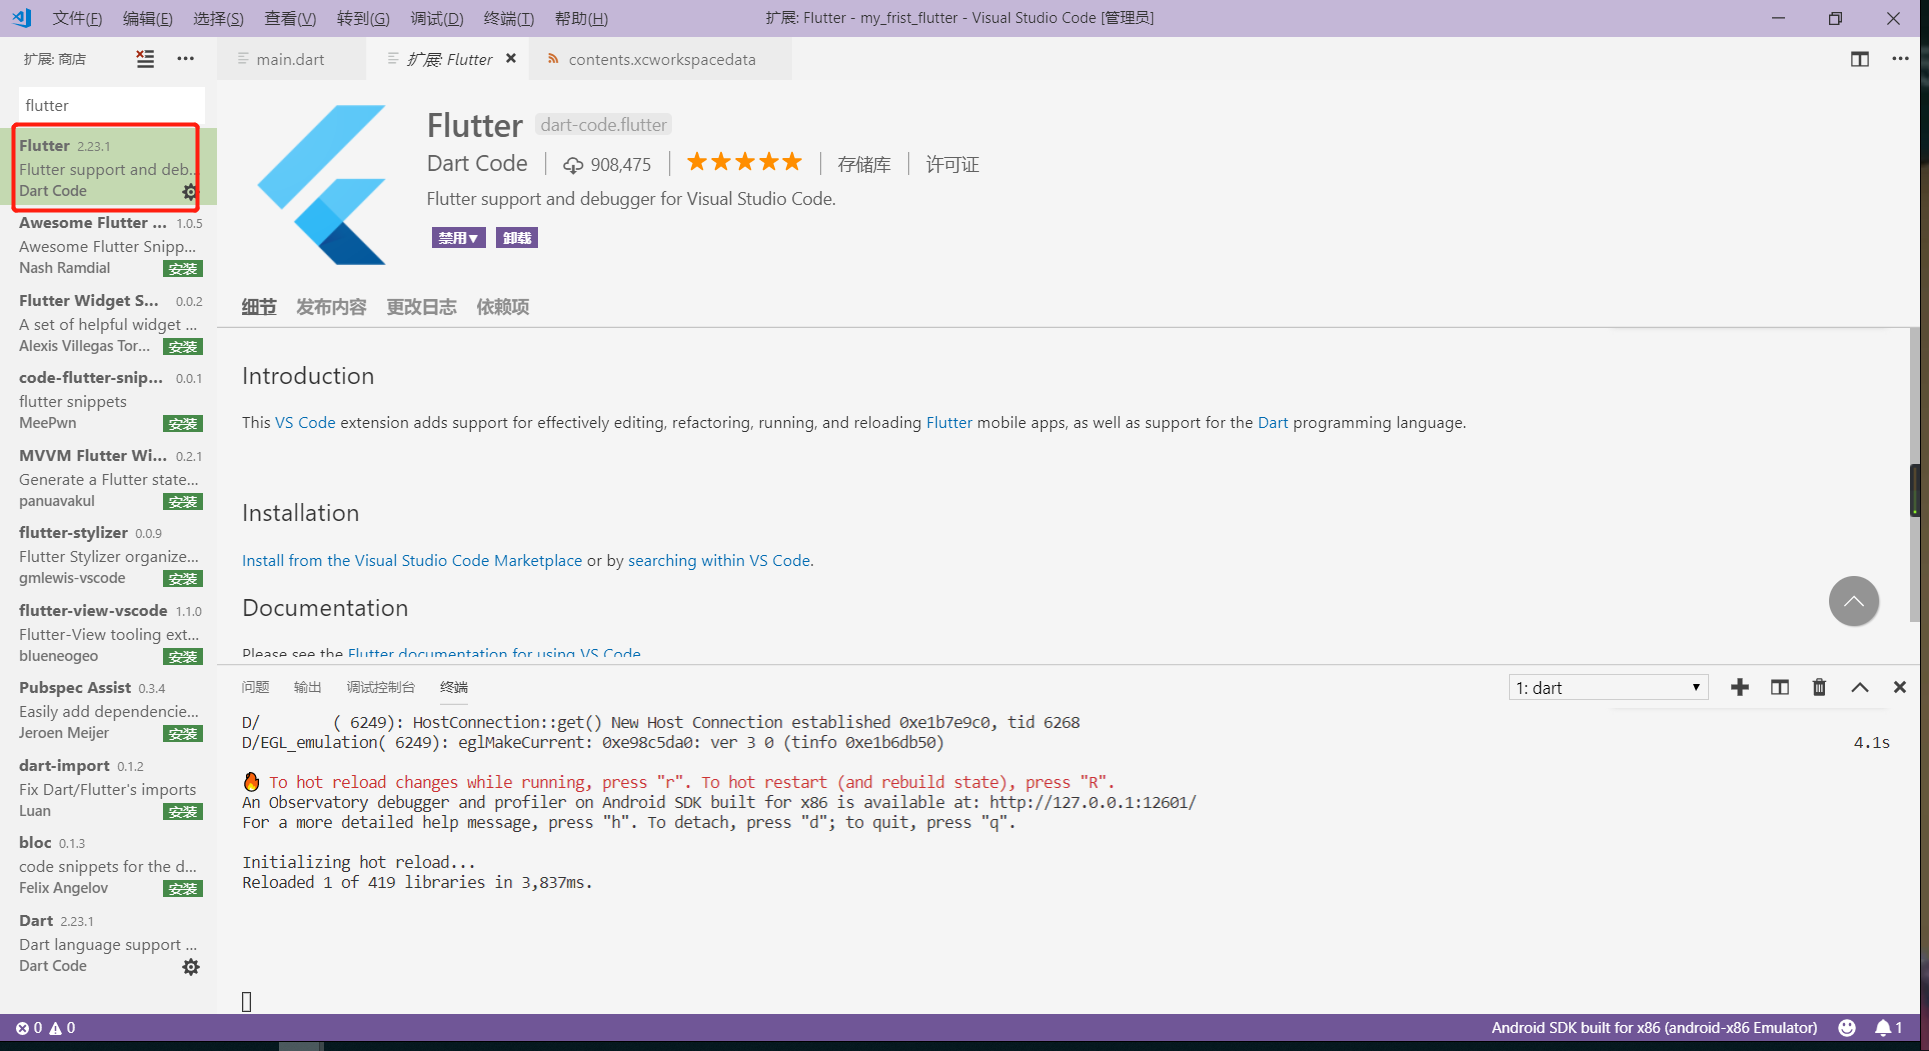 文件(F) 编辑(E) 选择(S) 查看(V) 转到(G) 调试(D) 终端(T) 帮助(H)
扩展: Flutter - my_frist_flutter - Visual Studio Code [管理员]
扩展: 商店
main.dart
扩展: Flutter
contents.xcworkspacedata
flutter
Flutter 2.23.1
Flutter support and deb...
Dart Code
Awesome Flutter ... 1.0.5
Awesome Flutter Snipp...
Nash Ramdial 安装
Flutter Widget S... 0.0.2
A set of helpful widget ...
Alexis Villegas Tor... 安装
code-flutter-snip... 0.0.1
flutter snippets
MeePwn 安装
MVVM Flutter Wi... 0.2.1
Generate a Flutter state...
panuavakul 安装
flutter-stylizer 0.0.9
Flutter Stylizer organize...
gmlewis-vscode 安装
flutter-view-vscode 1.1.0
Flutter-View tooling ext...
blueneogeo 安装
Pubspec Assist 0.3.4
Easily add dependencie...
Jeroen Meijer 安装
dart-import 0.1.2
Fix Dart/Flutter's imports
Luan 安装
bloc 0.1.3
code snippets for the d...
Felix Angelov 安装
Dart 2.23.1
Dart language support ...
Dart Code
Flutter dart-code.flutter
Dart Code 908,475 存储库 许可证
Flutter support and debugger for Visual Studio Code.
禁用▼ 卸载
细节 发布内容 更改日志 依赖项
Introduction
This VS Code extension adds support for effectively editing, refactoring, running, and reloading Flutter mobile apps, as well as support for the Dart programming language.
Installation
Install from the Visual Studio Code Marketplace or by searching within VS Code.
Documentation
Please see the Flutter documentation for using VS Code
问题 输出 调试控制台 终端
1: dart
D/ ( 6249): HostConnection::get() New Host Connection established 0xe1b7e9c0, tid 6268
D/EGL_emulation( 6249): eglMakeCurrent: 0xe98c5da0: ver 3 0 (tinfo 0xe1b6db50)
4.1s
🔥 To hot reload changes while running, press "r". To hot restart (and rebuild state), press "R".
An Observatory debugger and profiler on Android SDK built for x86 is available at: http://127.0.0.1:12601/
For a more detailed help message, press "h". To detach, press "d"; to quit, press "q".
Initializing hot reload...
Reloaded 1 of 419 libraries in 3,837ms.
0 0
Android SDK built for x86 (android-x86 Emulator) 1